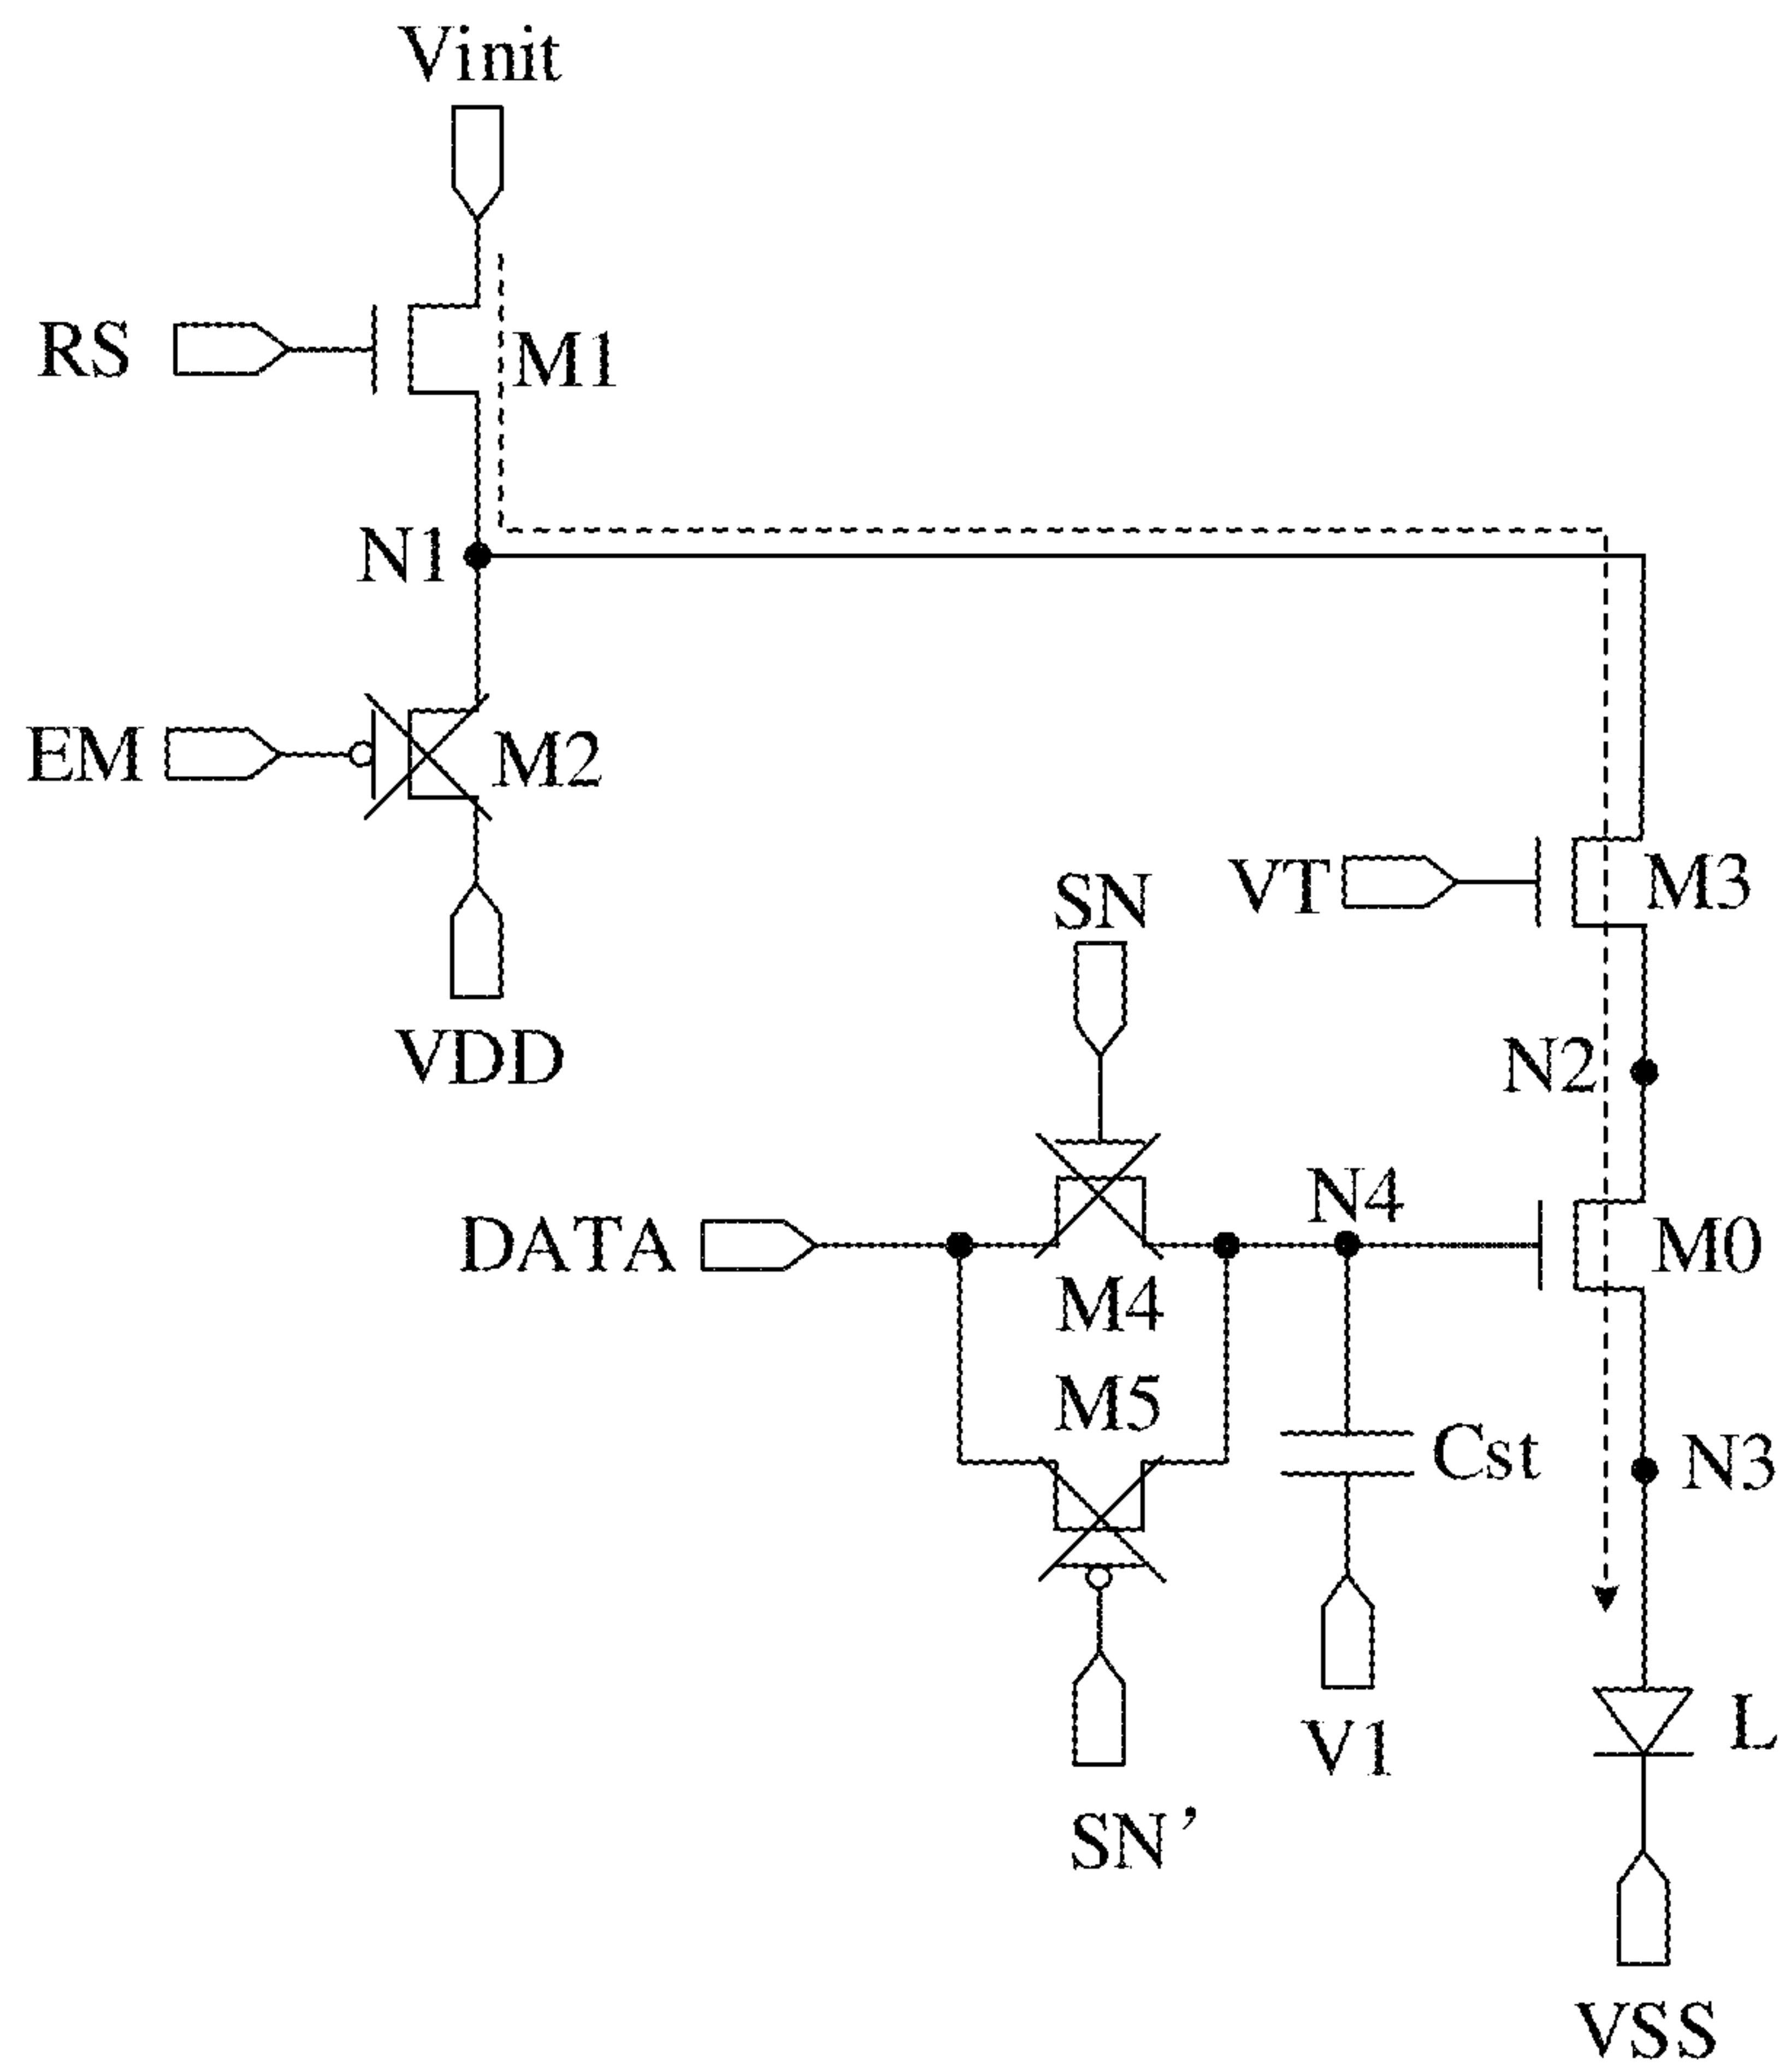 Vinit
RS
M1
N1
EM
M2
VDD
SN
VT
M3
N2
DATA
N4
M0
M4
M5
Cst
N3
V1
L
SN’
VSS